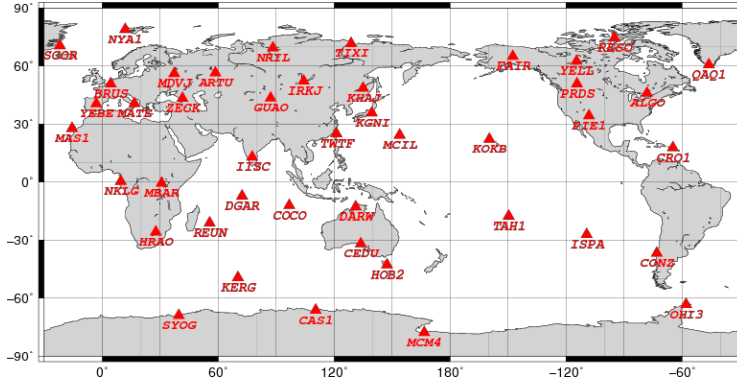 90°
NYA1
TIXI
RESO
SCOR
NRIL
FAIR
YELL
QAQ1
60°
MDVJ
ARTU
IRKJ
BRUS
PRDS
KHAJ
ALGO
YEBE
MATE
ZECK
GUAO
30°
KGNI
PIE1
MAS1
TWTF
MCIL
KOKB
CRO1
IISC
0°
NKLG
MBAR
DGAR
COCO
DARW
TAH1
HRAO
REUN
ISPA
−30°
CEDU
CONZ
HOB2
KERG
−60°
OHI3
SYOG
CAS1
MCM4
−90°
0°
60°
120°
180°
−120°
−60°